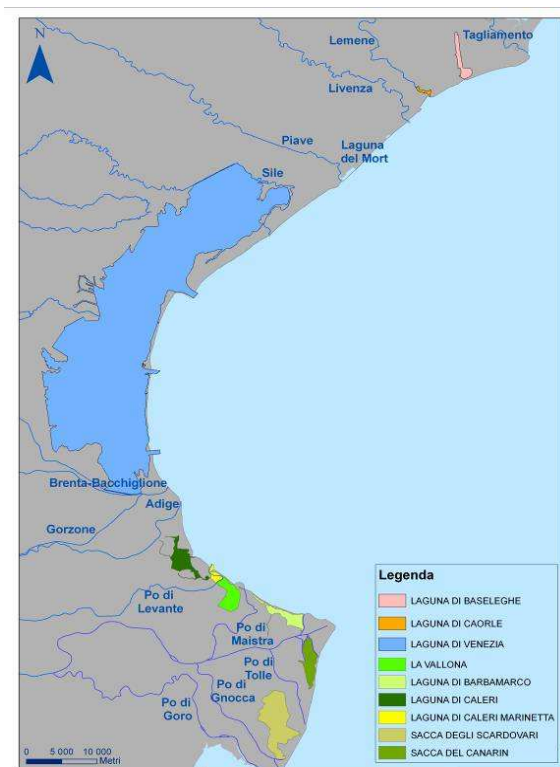 N
Tagliamento
Lemene
Livenza
Piave
Laguna
del Mort
Sile
Brenta-Bacchiglione
Adige
Gorzone
Po di
Levante
Po di
Maistra
Po di
Tolle
Po di
Gnocca
Po di
Goro
Legenda
LAGUNA DI BASELEGHE
LAGUNA DI CAORLE
LAGUNA DI VENEZIA
LA VALLONA
LAGUNA DI BARBAMARCO
LAGUNA DI CALERI
LAGUNA DI CALERI MARINETTA
SACCA DEGLI SCARDOVARI
SACCA DEL CANARIN
0 5 000 10 000
Metri